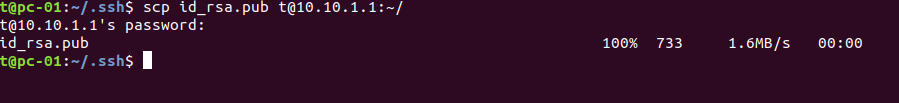 t@pc-01:~/.ssh$ scp id_rsa.pub t@10.10.1.1:~/
t@10.10.1.1's password:
id_rsa.pub 100% 733 1.6MB/s 00:00
t@pc-01:~/.ssh$